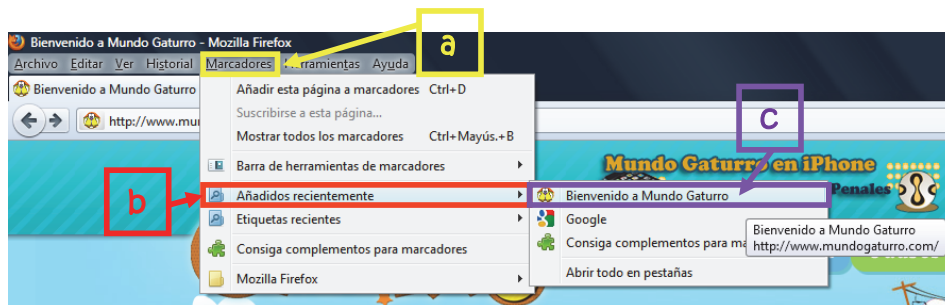 a
Bienvenido a Mundo Gaturro - Mozilla Firefox
Archivo Editar Ver Historial Marcadores Herramientas Ayuda
Bienvenido a Mundo Gaturro
http://www.mu
Añadir esta página a marcadores Ctrl+D
Suscribirse a esta página...
Mostrar todos los marcadores Ctrl+Mayús.+B
Barra de herramientas de marcadores
Añadidos recientemente
Etiquetas recientes
Consiga complementos para marcadores
Mozilla Firefox
b
c
Mundo Gaturro en iPhone
Penales
Bienvenido a Mundo Gaturro
Google
Consiga complementos para ma
Abrir todo en pestañas
Bienvenido a Mundo Gaturro
http://www.mundogaturro.com/